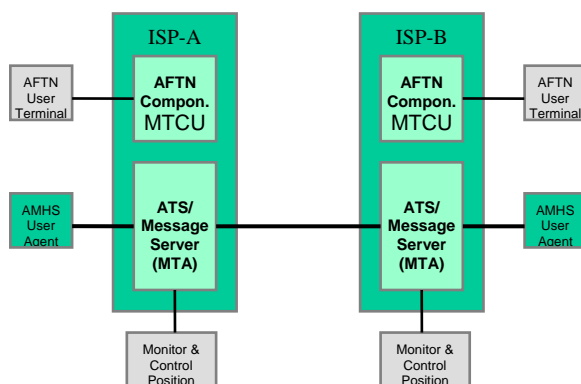 ISP-A
ISP-B
AFTN
User
Terminal
AFTN
Compon.
MTCU
AFTN
Compon.
MTCU
AFTN
User
Terminal
AMHS
User
Agent
ATS/
Message
Server
(MTA)
ATS/
Message
Server
(MTA)
AMHS
User
Agent
Monitor &
Control
Position
Monitor &
Control
Position